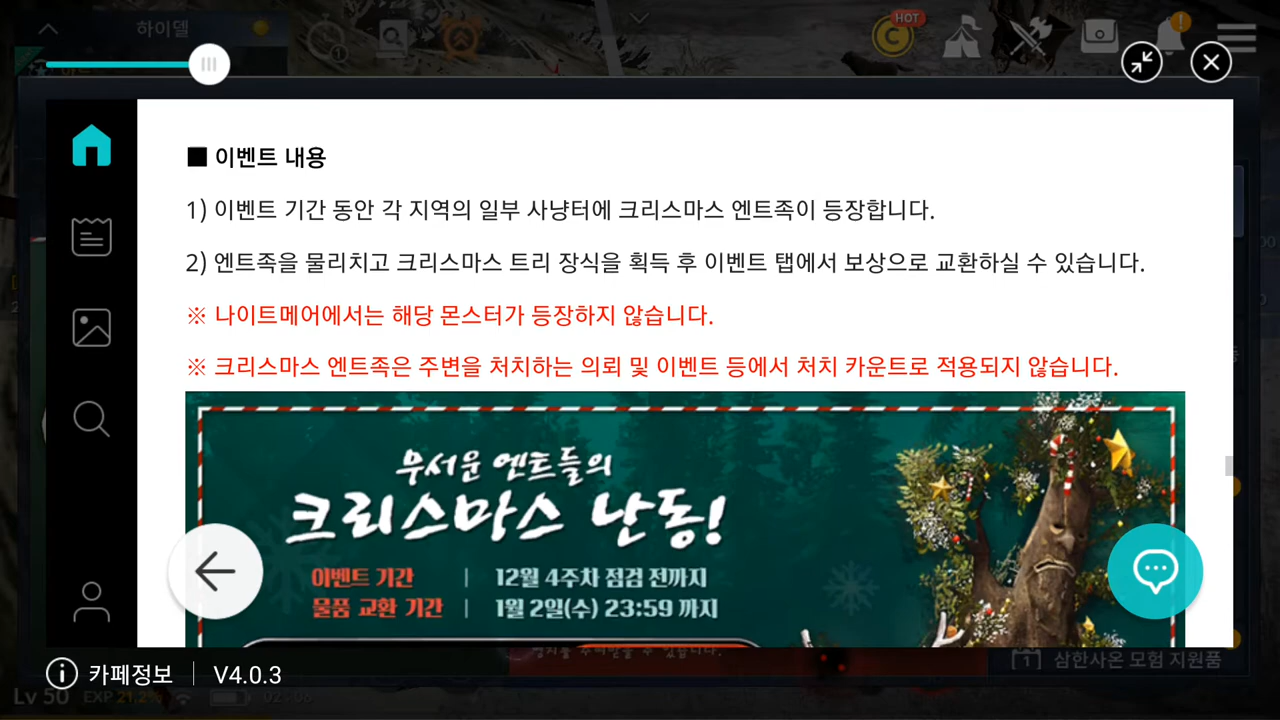 하이델
HOT
■ 이벤트 내용
1) 이벤트 기간 동안 각 지역의 일부 사냥터에 크리스마스 엔트족이 등장합니다.
2) 엔트족을 물리치고 크리스마스 트리 장식을 획득 후 이벤트 탭에서 보상으로 교환하실 수 있습니다.
※ 나이트메어에서는 해당 몬스터가 등장하지 않습니다.
※ 크리스마스 엔트족은 주변을 처치하는 의뢰 및 이벤트 등에서 처치 카운트로 적용되지 않습니다.
무서운 엔트들의
크리스마스 난동!
이벤트 기간 | 12월 4주차 점검 전까지
물품 교환 기간 | 1월 2일(수) 23:59 까지
카페정보 | V4.0.3
1 삼한사온 모험 지원품
Lv 50 EXP 21.2% 02:06